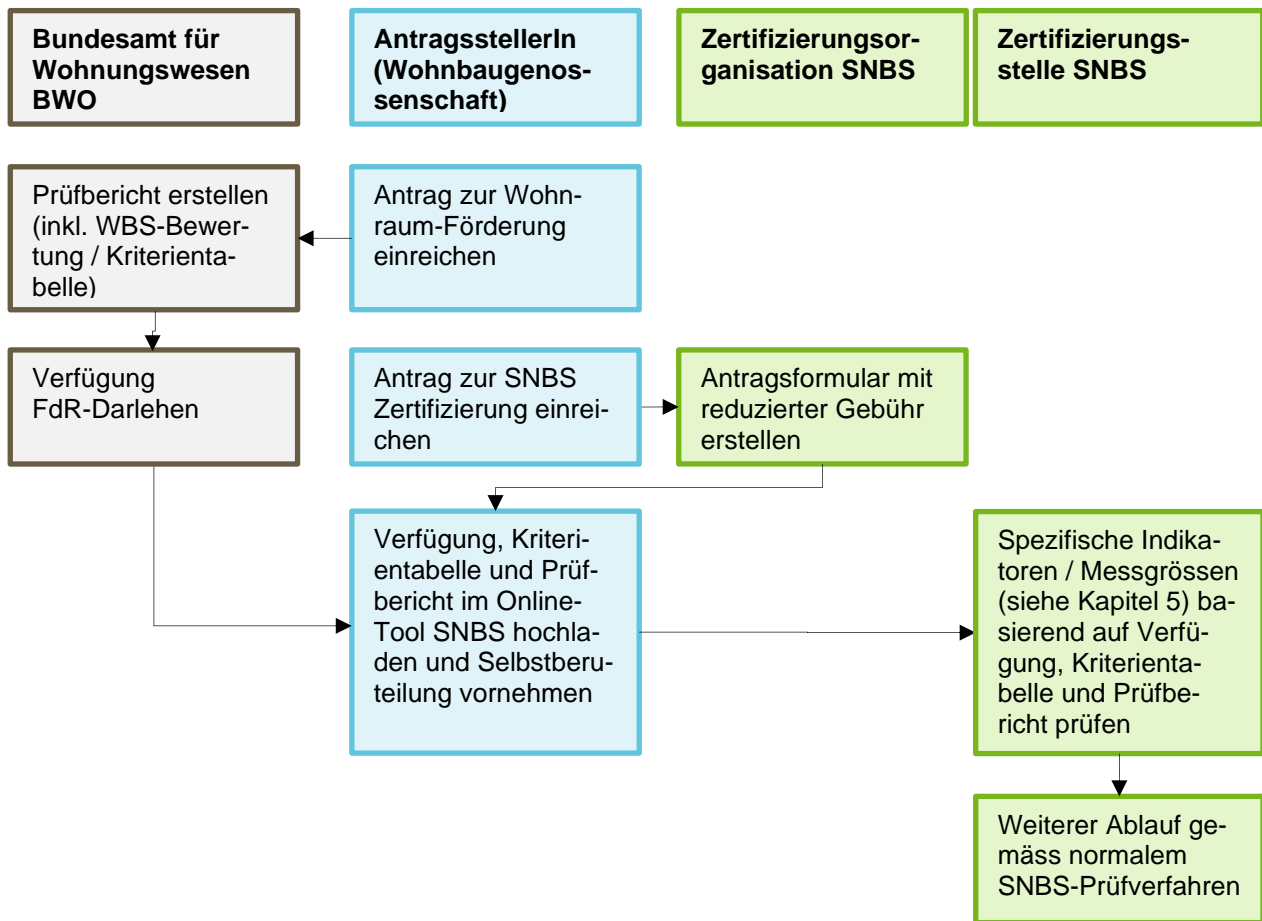 Bundesamt für
Wohnungswesen
BWO
AntragsstellerIn
(Wohnbaugenos-
senschaft)
Zertifizierungsor-
ganisation SNBS
Zertifizierungs-
stelle SNBS
Prüfbericht erstellen
(inkl. WBS-Bewer-
tung / Kriterienta-
belle)
Antrag zur Wohn-
raum-Förderung
einreichen
Verfügung
FdR-Darlehen
Antrag zur SNBS
Zertifizierung einrei-
chen
Antragsformular mit
reduzierter Gebühr
erstellen
Verfügung, Kriteri-
entabelle und Prüf-
bericht im Online-
Tool SNBS hochla-
den und Selbstberu-
teilung vornehmen
Spezifische Indika-
toren / Messgrössen
(siehe Kapitel 5) ba-
sierend auf Verfü-
gung, Kriterienta-
belle und Prüfbe-
richt prüfen
Weiterer Ablauf ge-
mäss normalem
SNBS-Prüfverfahren